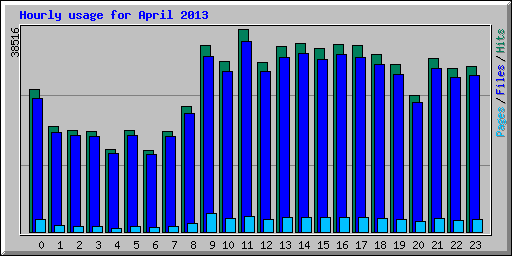 Hourly usage for April 2013
38516
Pages / Files / Hits
0 1 2 3 4 5 6 7 8 9 10 11 12 13 14 15 16 17 18 19 20 21 22 23